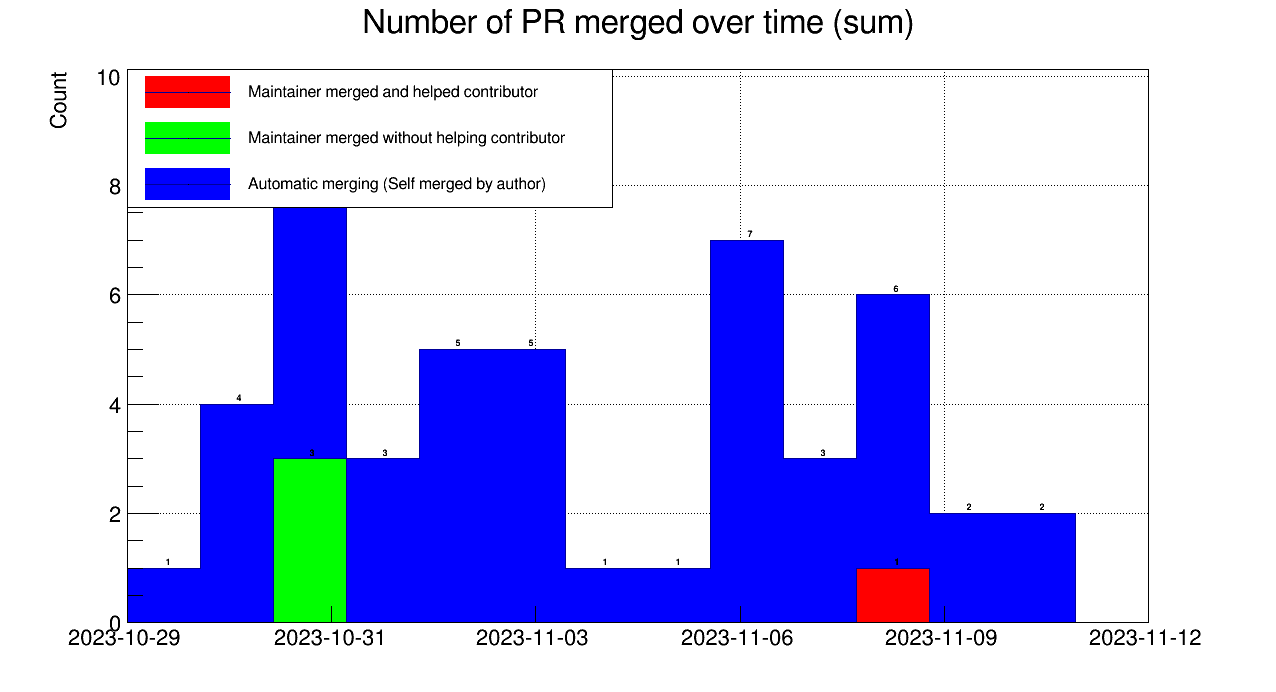 Number of PR merged over time (sum)
Count
10
Maintainer merged and helped contributor
Maintainer merged without helping contributor
8
Automatic merging (Self merged by author)
7
6
6
5 5
4
4
3 3 3
2
2 2
1 1 1 1
0
2023-10-29 2023-10-31 2023-11-03 2023-11-06 2023-11-09 2023-11-12